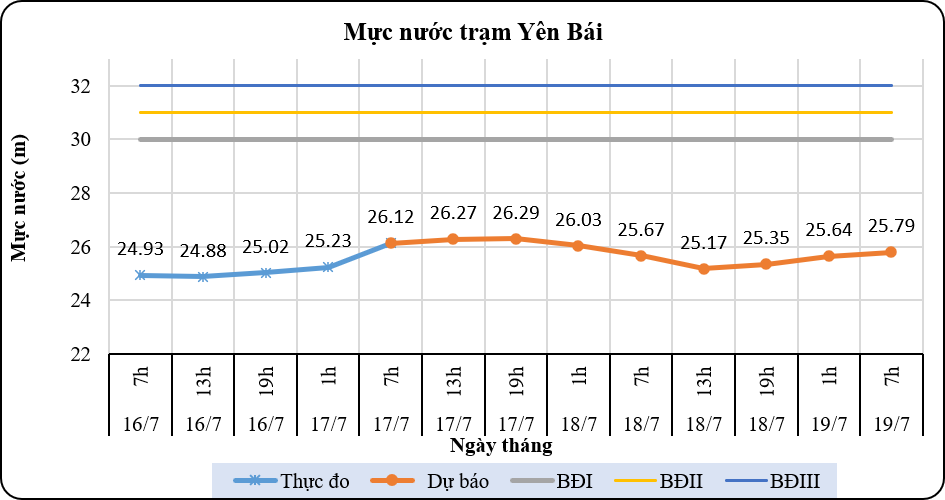 Mực nước trạm Yên Bái
Mực nước (m)
32
30
28
26
24
22
24.93 24.88 25.02 25.23 26.12 26.27 26.29 26.03 25.67 25.17 25.35 25.64 25.79
7h 13h 19h 1h 7h 13h 19h 1h 7h 13h 19h 1h 7h
16/7 16/7 16/7 17/7 17/7 17/7 17/7 18/7 18/7 18/7 18/7 19/7 19/7
Ngày tháng
Thực đo Dự báo BĐI BĐII BĐIII